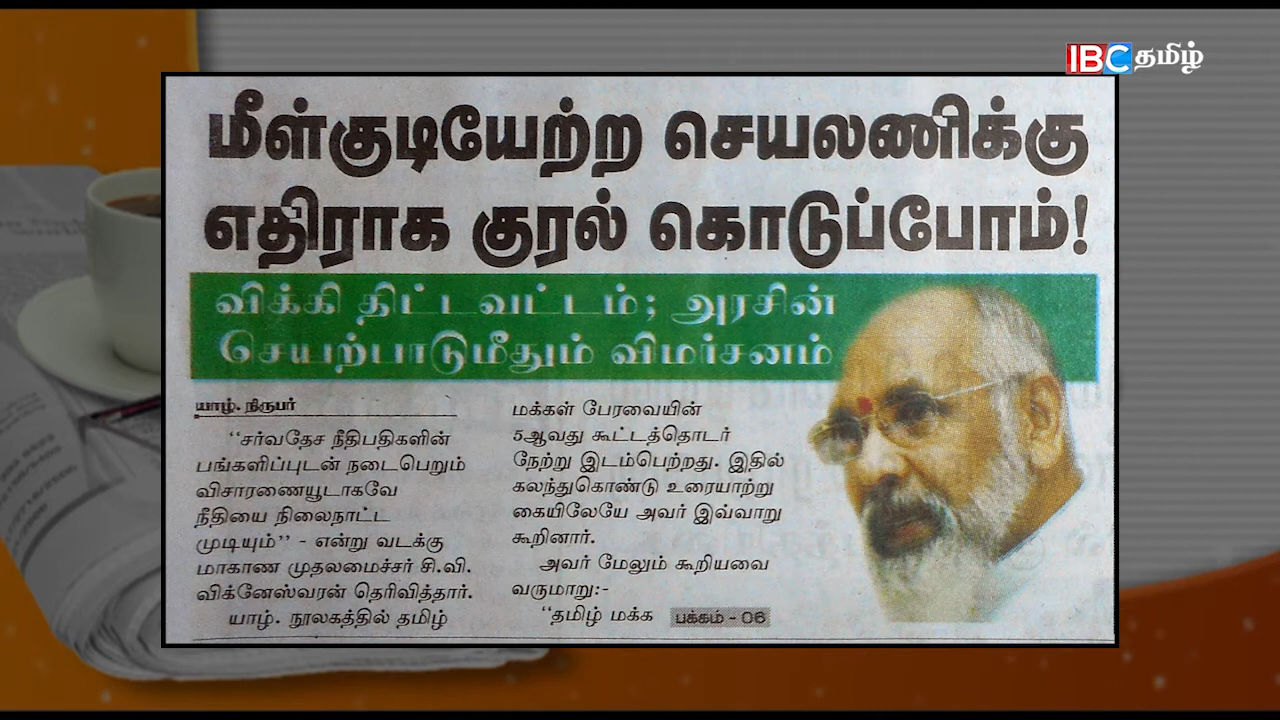 IBC தமிழ்
மீள்குடியேற்ற செயலணிக்கு
எதிராக குரல் கொடுப்போம்!
விக்கி திட்டவட்டம்; அரசின்
செயற்பாடுமீதும் விமர்சனம்
யாழ். நிருபர்
‘‘சர்வதேச நீதிபதிகளின்
பங்களிப்புடன் நடைபெறும்
விசாரணையூடாகவே
நீதியை நிலைநாட்ட
முடியும்’’ - என்று வடக்கு
மாகாண முதலமைச்சர் சி.வி.
விக்னேஸ்வரன் தெரிவித்தார்.
யாழ். நூலகத்தில் தமிழ்
மக்கள் பேரவையின்
5ஆவது கூட்டத்தொடர்
நேற்று இடம்பெற்றது. இதில்
கலந்துகொண்டு உரையாற்று
கையிலேயே அவர் இவ்வாறு
கூறினார்.
அவர் மேலும் கூறியவை
வருமாறு:-
‘‘தமிழ் மக்க பக்கம் - 06